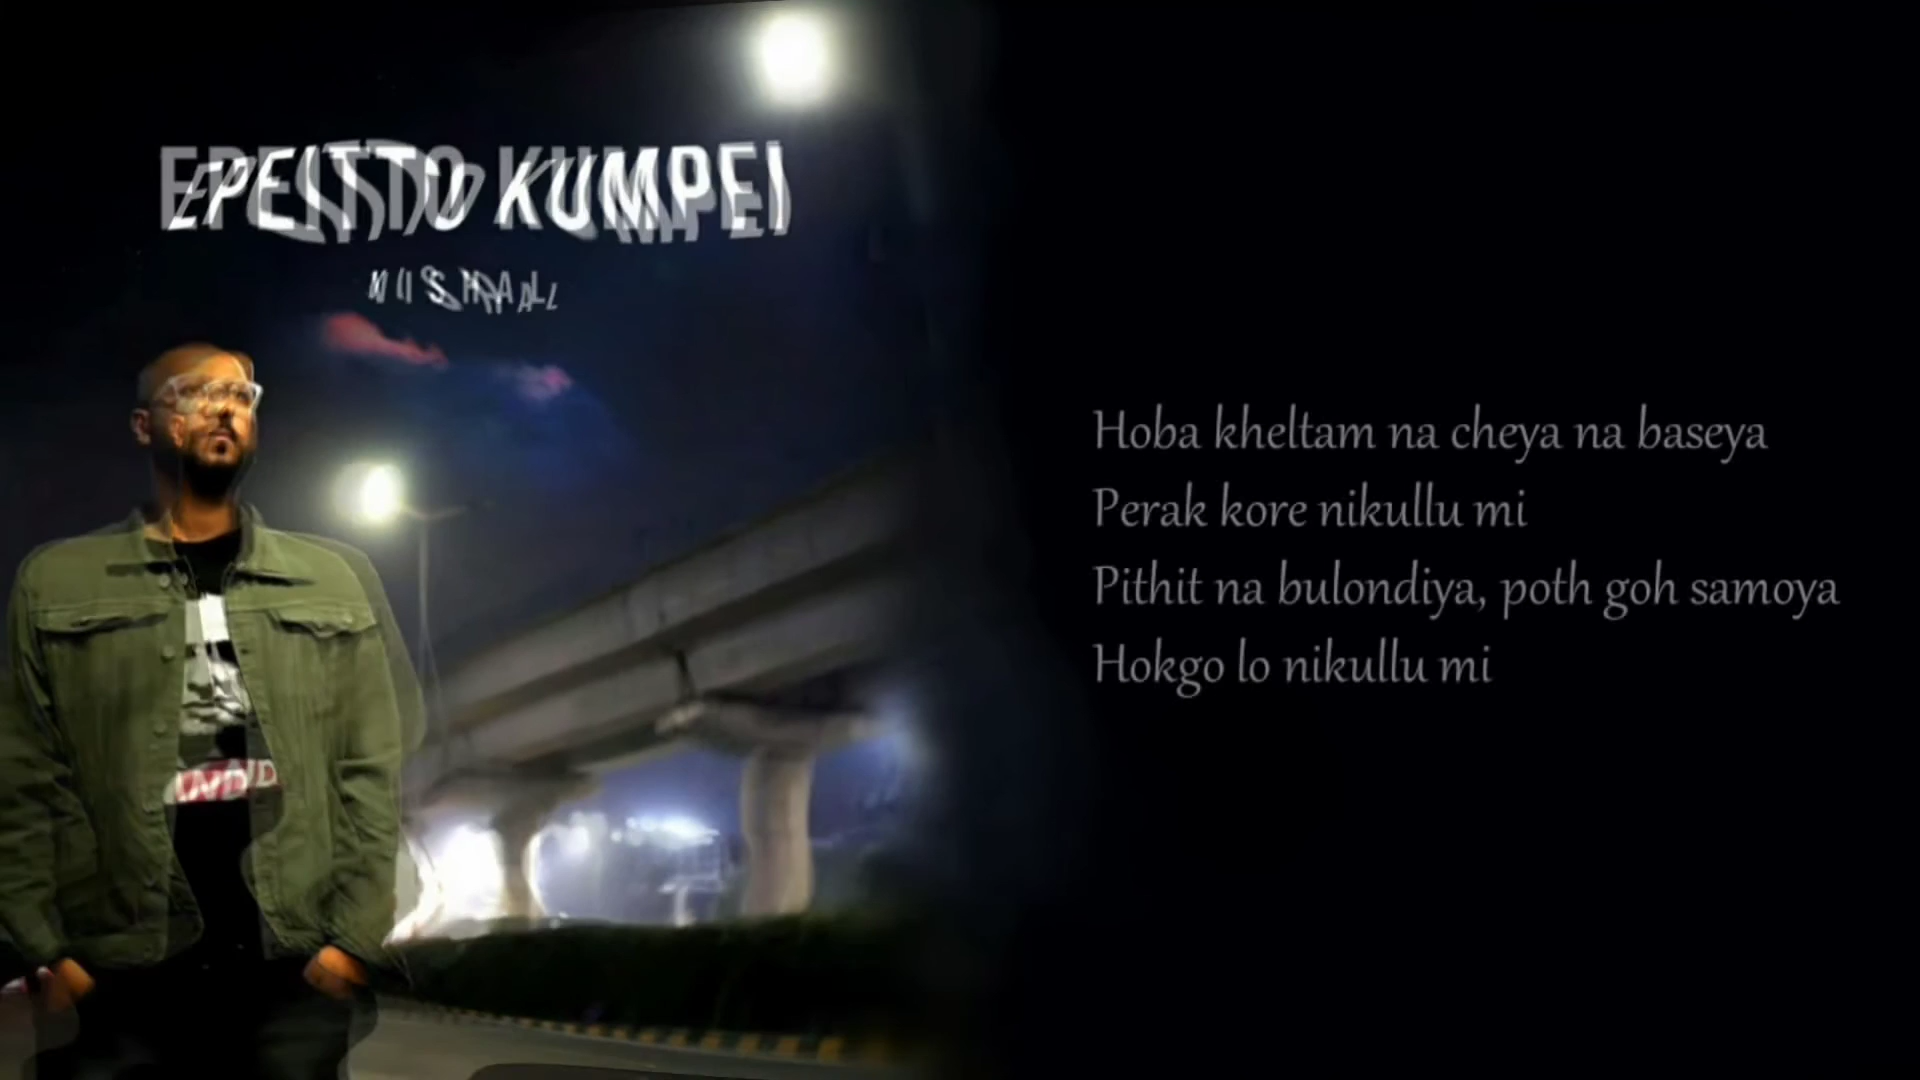 EPEITTO KUMPEI
Hoba kheltam na cheya na baseya
Perak kore nikullu mi
Pithit na bulondiya, poth goh samoya
Hokgo lo nikullu mi